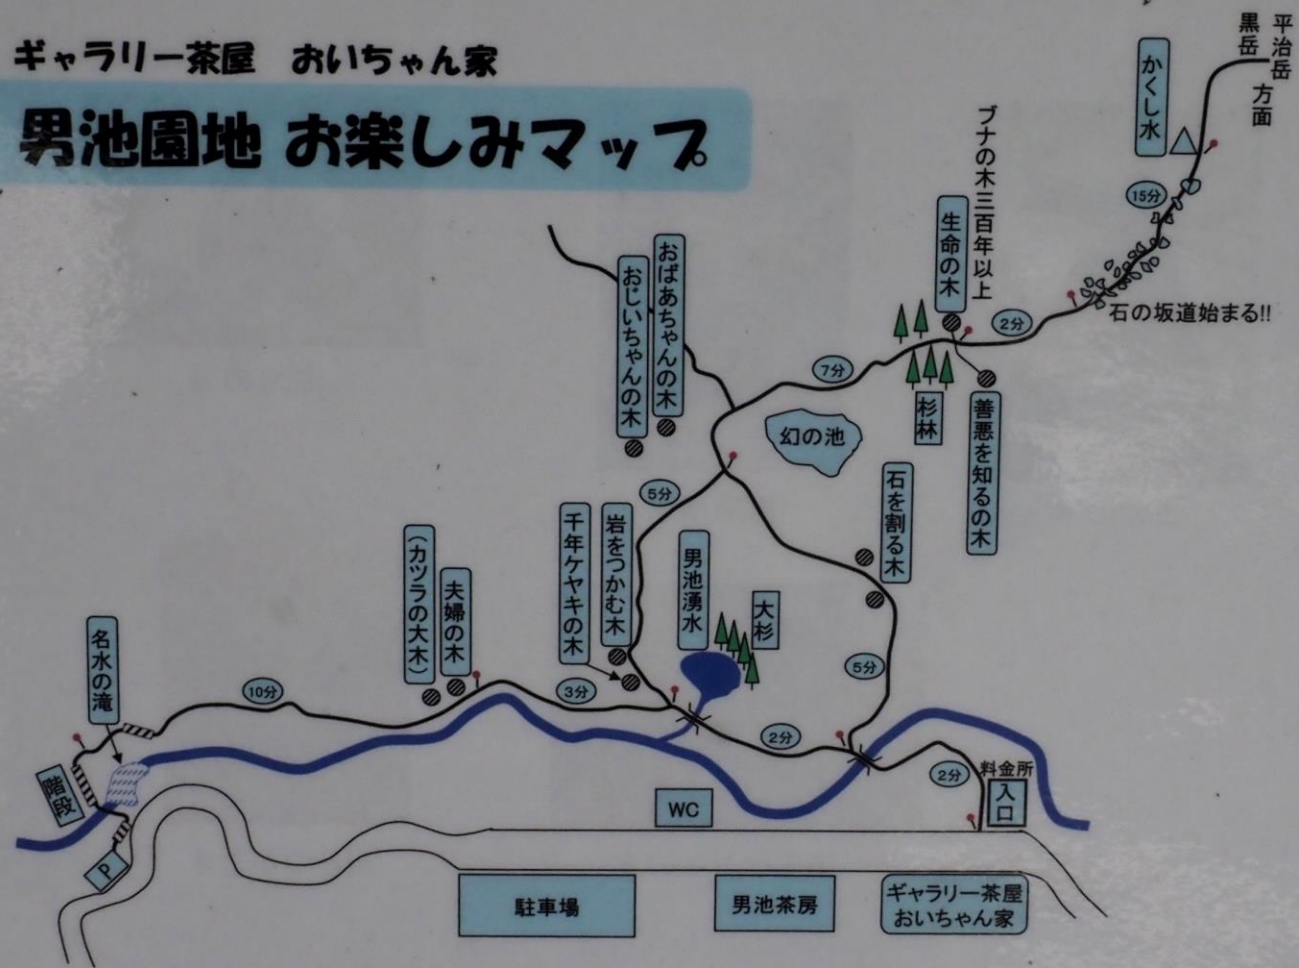 ギャラリー茶屋 おいちゃん家
男池園地 お楽しみマップ
平治岳
黒岳
方面
かくし水
15分
ブナの木三百年以上
生命の木
2分
石の坂道始まる!!
おばあちゃんの木
おじいちゃんの木
7分
杉林
善悪を知るの木
幻の池
5分
石を割る木
千年ケヤキの木
岩をつかむ木
男池湧水
大杉
(カツラの大木)
夫婦の木
名水の滝
10分
3分
5分
2分
2分
料金所
入口
階段
P
WC
駐車場
男池茶房
ギャラリー茶屋
おいちゃん家